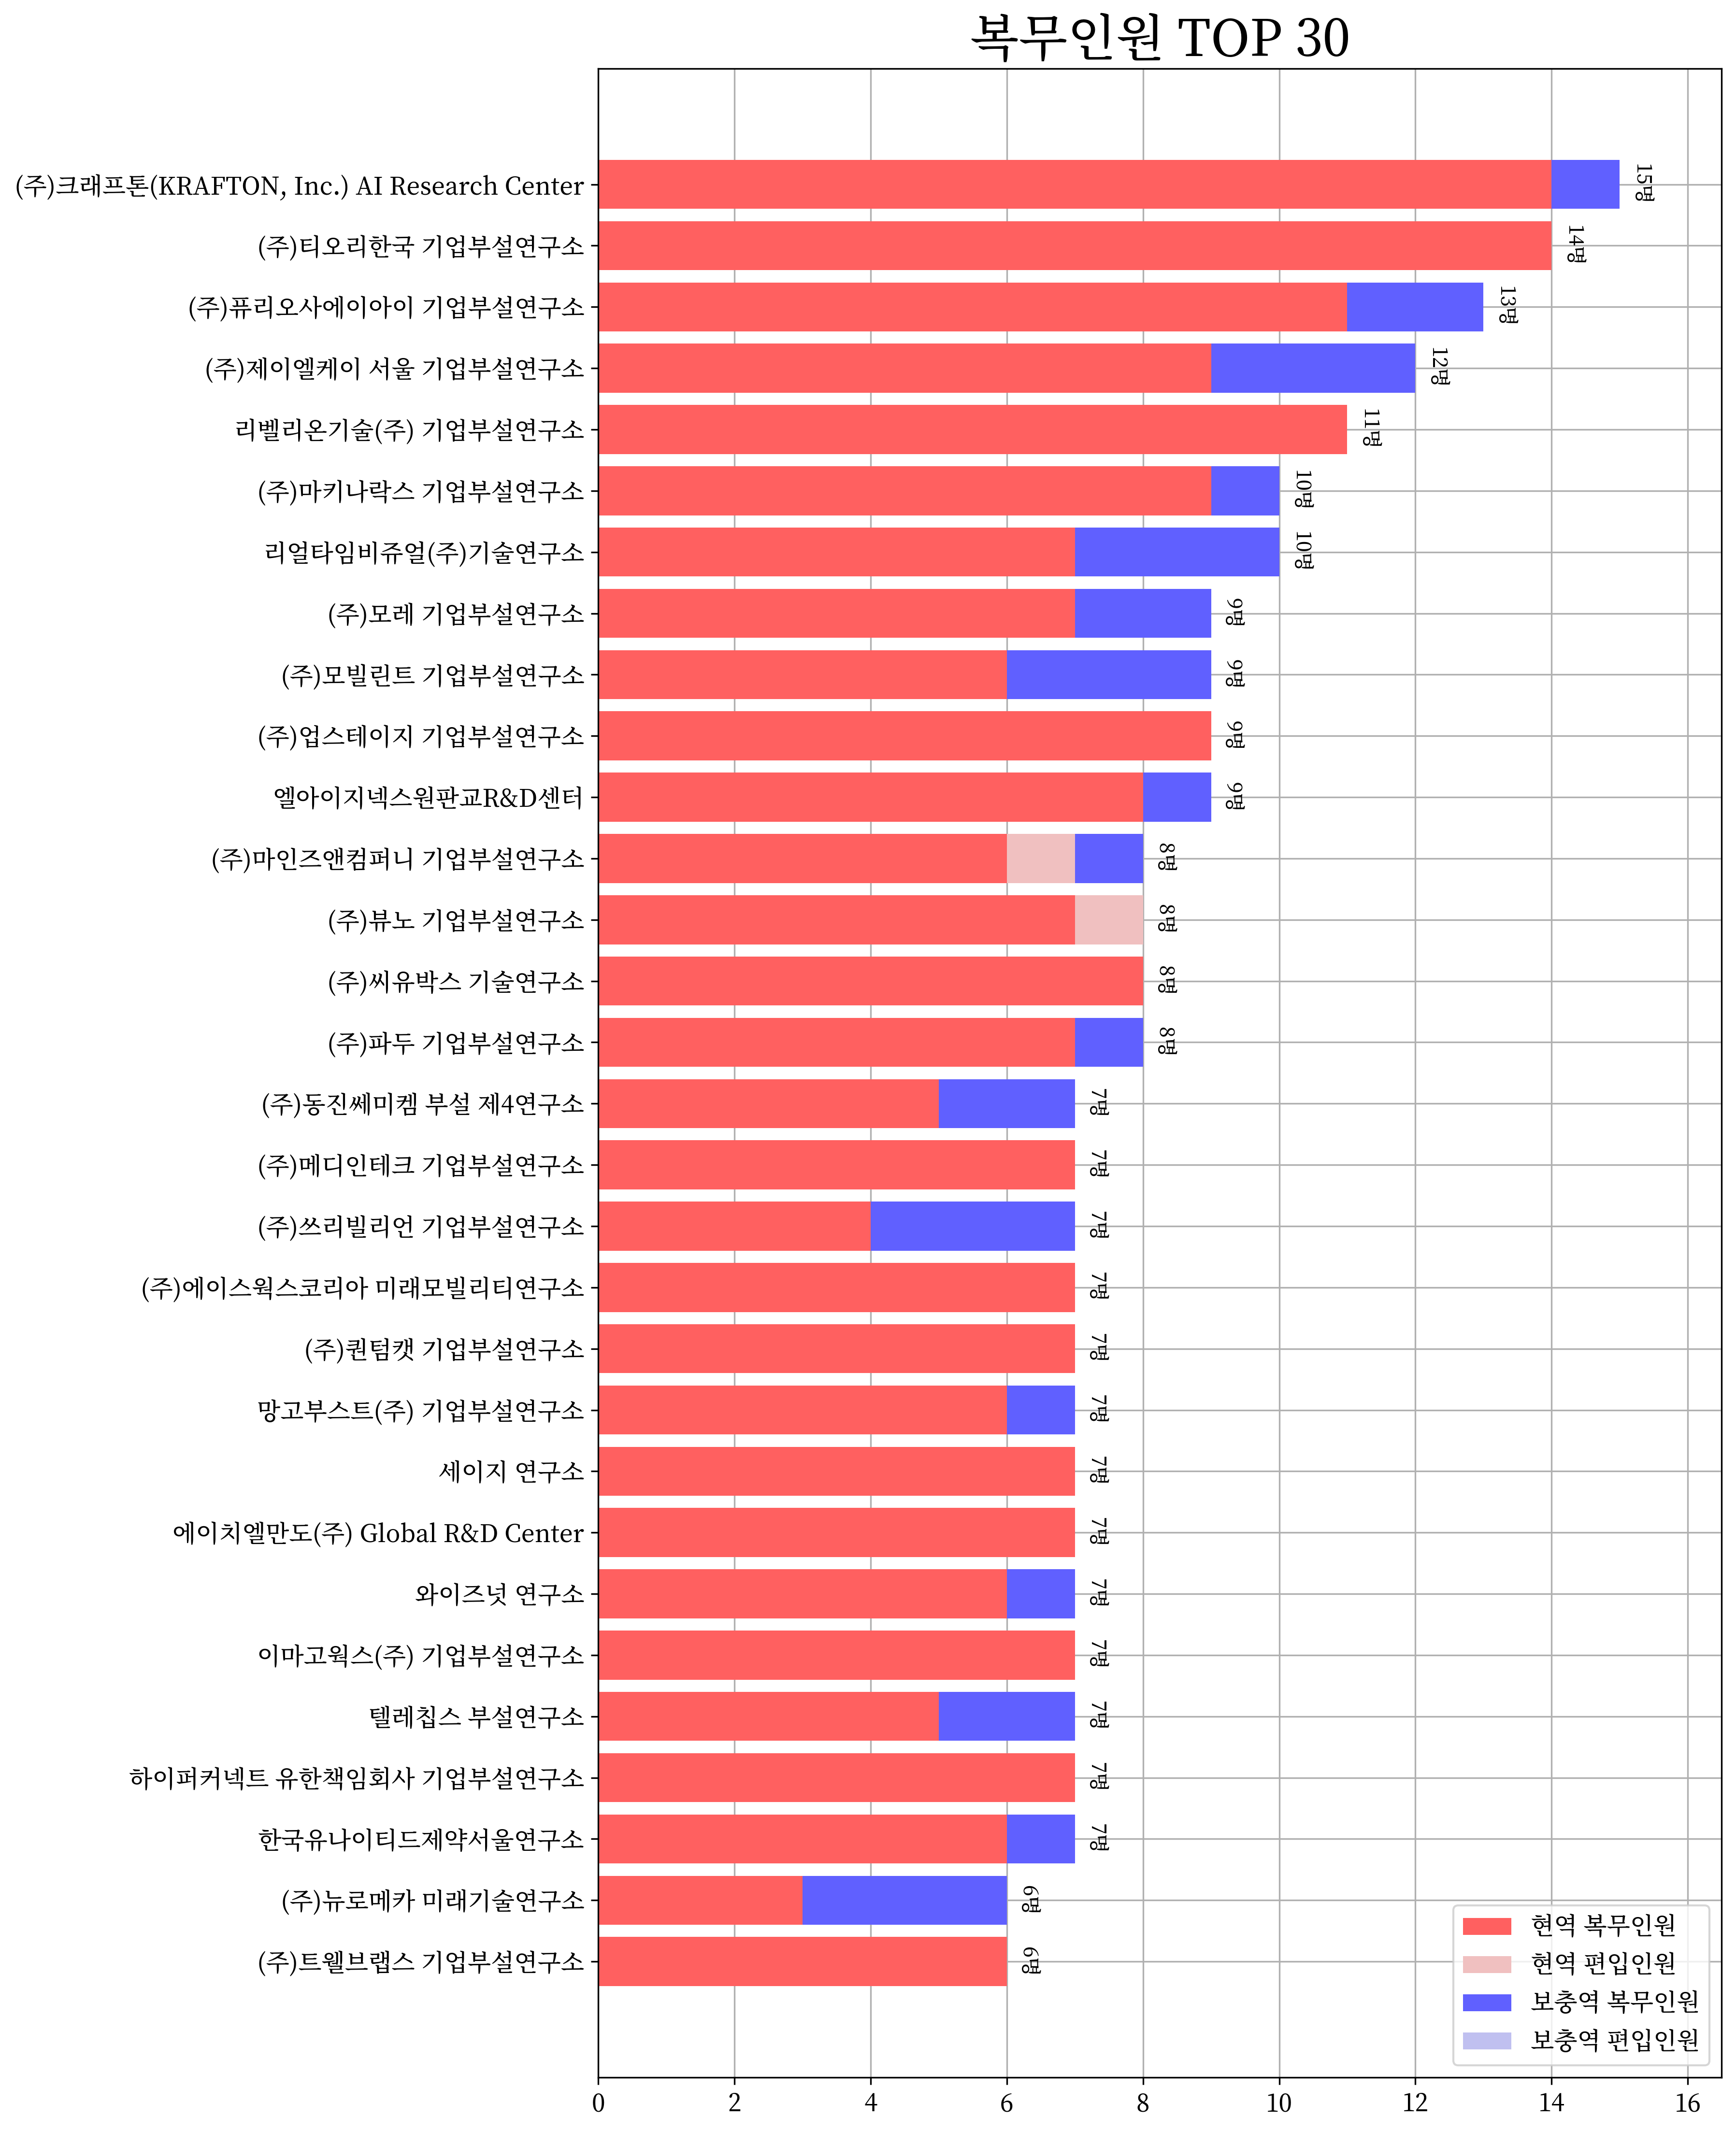 복무인원 TOP 30
(주)크래프톤(KRAFTON, Inc.) AI Research Center 15명
(주)티오리한국 기업부설연구소 14명
(주)퓨리오사에이아이 기업부설연구소 13명
(주)제이엘케이 서울 기업부설연구소 12명
리벨리온기술(주) 기업부설연구소 11명
(주)마키나락스 기업부설연구소 10명
리얼타임비쥬얼(주)기술연구소 10명
(주)모레 기업부설연구소 9명
(주)모빌린트 기업부설연구소 9명
(주)업스테이지 기업부설연구소 9명
엘아이지넥스원판교R&D센터 9명
(주)마인즈앤컴퍼니 기업부설연구소 8명
(주)뷰노 기업부설연구소 8명
(주)씨유박스 기술연구소 8명
(주)파두 기업부설연구소 8명
(주)동진쎄미켐 부설 제4연구소 7명
(주)메디인테크 기업부설연구소 7명
(주)쓰리빌리언 기업부설연구소 7명
(주)에이스웍스코리아 미래모빌리티연구소 7명
(주)퀀텀캣 기업부설연구소 7명
망고부스트(주) 기업부설연구소 7명
세이지 연구소 7명
에이치엘만도(주) Global R&D Center 7명
와이즈넛 연구소 7명
이마고웍스(주) 기업부설연구소 7명
텔레칩스 부설연구소 7명
하이퍼커넥트 유한책임회사 기업부설연구소 7명
한국유나이티드제약서울연구소 7명
(주)뉴로메카 미래기술연구소 6명
(주)트웰브랩스 기업부설연구소 6명
현역 복무인원
현역 편입인원
보충역 복무인원
보충역 편입인원
0 2 4 6 8 10 12 14 16